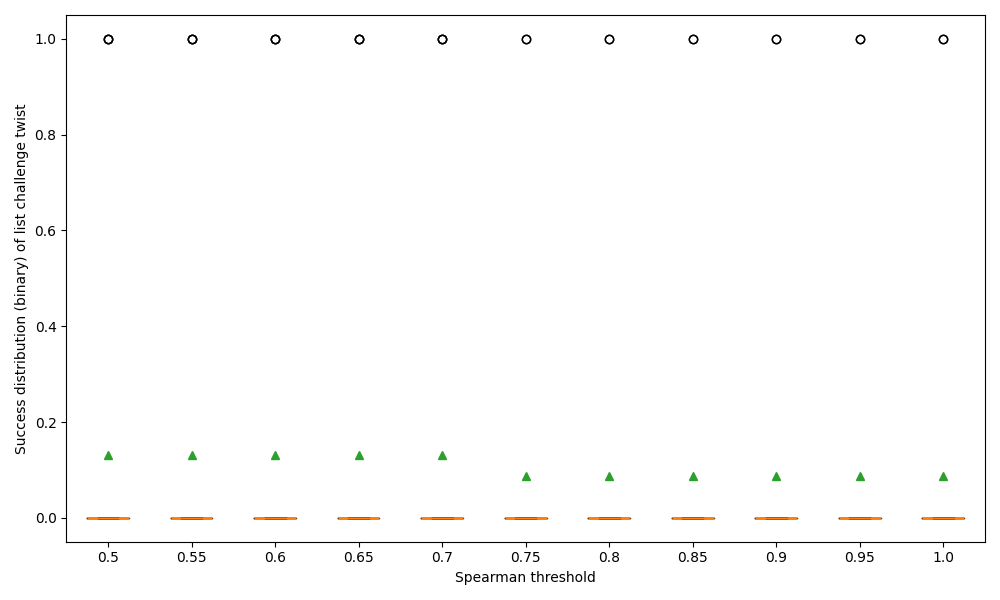 Success distribution (binary) of list challenge twist
1.0
0.8
0.6
0.4
0.2
0.0
0.5 0.55 0.6 0.65 0.7 0.75 0.8 0.85 0.9 0.95 1.0
Spearman threshold